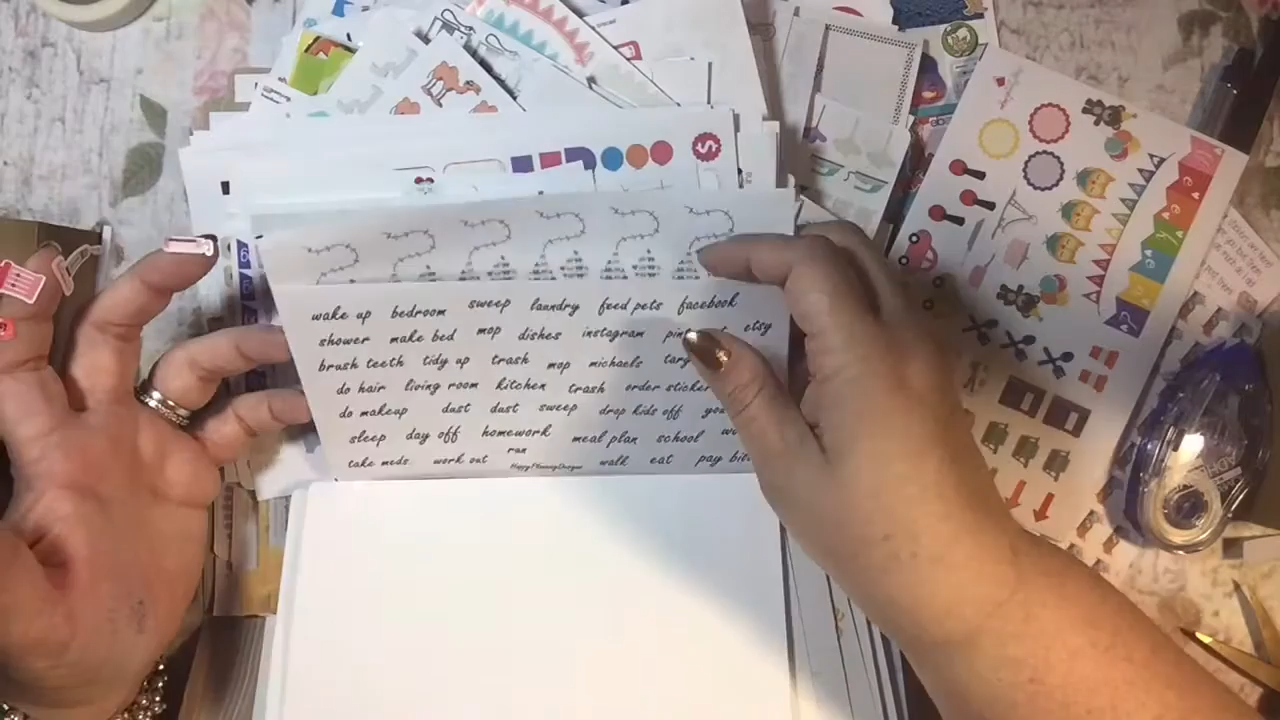 wake up bedroom sweep laundry feed pets facebook
shower make bed mop dishes instagram etsy
brush teeth tidy up trash mop michaels
do hair living room kitchen trash order
do makeup dust dust sweep drop kids off
sleep day off homework meal plan school
take meds work out run walk eat pay
HappyPlanningDesigns